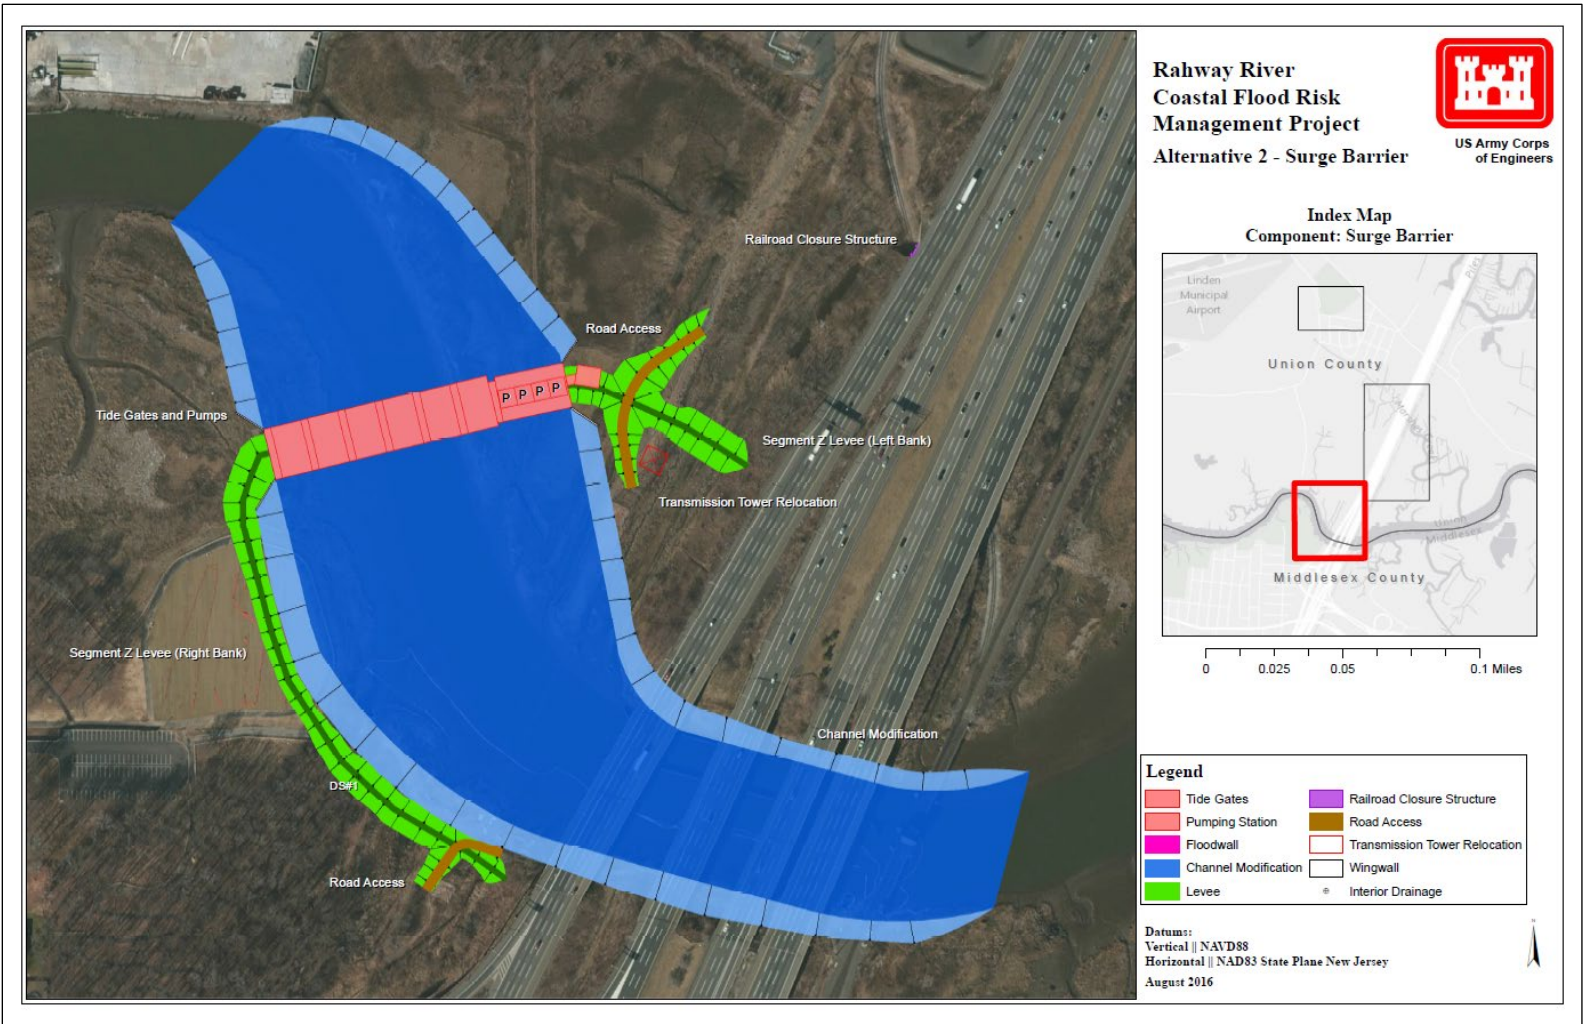 Rahway River
Coastal Flood Risk
Management Project
Alternative 2 - Surge Barrier
US Army Corps
of Engineers
Index Map
Component: Surge Barrier
Linden
Municipal
Airport
Union County
Union
Middlesex
Middlesex County
0 0.025 0.05 0.1 Miles
Railroad Closure Structure
Road Access
P P P P
Tide Gates and Pumps
Segment Z Levee (Left Bank)
Transmission Tower Relocation
Segment Z Levee (Right Bank)
Channel Modification
DS#1
Road Access
Legend
Tide Gates
Pumping Station
Floodwall
Channel Modification
Levee
Railroad Closure Structure
Road Access
Transmission Tower Relocation
Wingwall
Interior Drainage
Datums:
Vertical || NAVD88
Horizontal || NAD83 State Plane New Jersey
August 2016